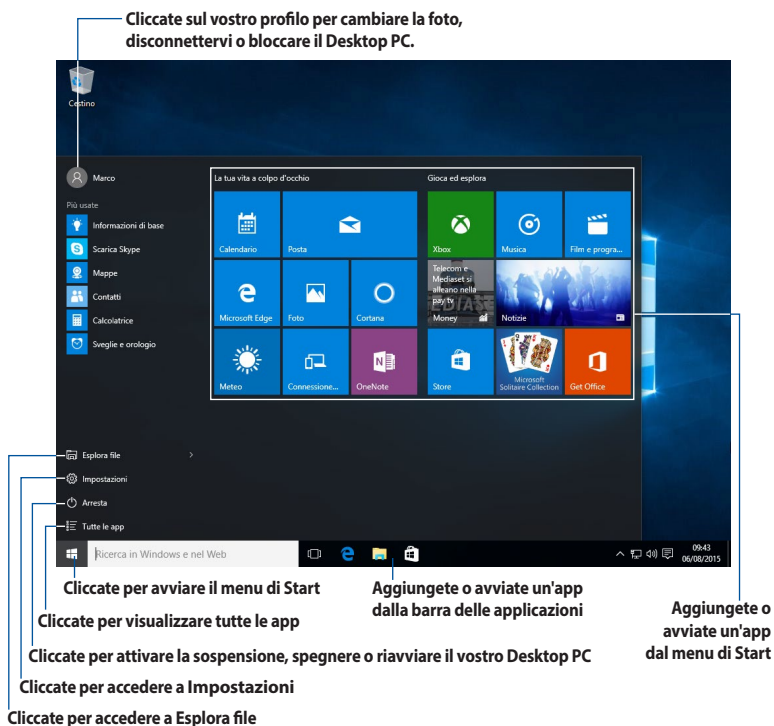 Cliccate sul vostro profilo per cambiare la foto,
disconnettervi o bloccare il Desktop PC.
Cestino
Marco
Più usate
Informazioni di base
Scarica Skype
Mappe
Contatti
Calcolatrice
Sveglie e orologio
La tua vita a colpo d'occhio
Calendario
Posta
Microsoft Edge
Foto
Cortana
Meteo
Connessione...
OneNote
Gioca ed esplora
Xbox
Musica
Film e progra...
Telecom e
Mediaset si
alleano nella
pay tv
Money
Notizie
Store
Microsoft
Solitaire Collection
Get Office
Esplora file
Impostazioni
Arresta
Tutte le app
Ricerca in Windows e nel Web
09:43
06/08/2015
Cliccate per avviare il menu di Start
Aggiungete o avviate un'app
dalla barra delle applicazioni
Aggiungete o
avviate un'app
dal menu di Start
Cliccate per visualizzare tutte le app
Cliccate per attivare la sospensione, spegnere o riavviare il vostro Desktop PC
Cliccate per accedere a Impostazioni
Cliccate per accedere a Esplora file